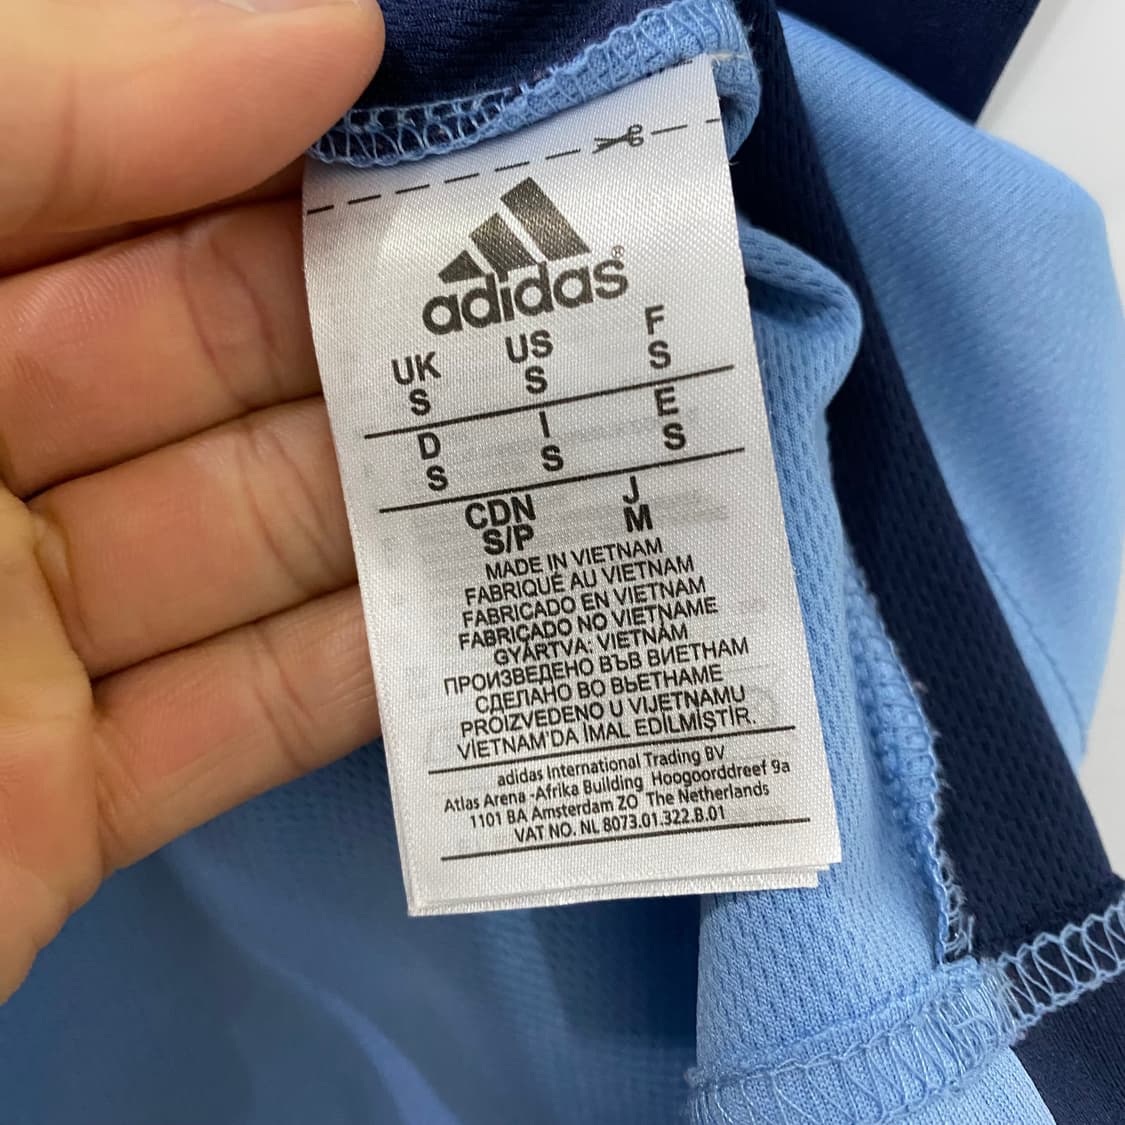 adidas®
UK US F
S S S
D I E
S S S
CDN J
S/P M
MADE IN VIETNAM
FABRIQUÉ AU VIETNAM
FABRICADO EN VIETNAM
FABRICADO NO VIETNAME
GYÁRTVA: VIETNÁM
ПРОИЗВЕДЕНО ВЪВ ВИЕТНАМ
СДЕЛАНО ВО ВЬЕТНАМЕ
PROIZVEDENO U VIJETNAMU
VİETNAM'DA İMAL EDİLMİŞTİR.
adidas International Trading BV
Atlas Arena -Afrika Building Hoogoorddreef 9a
1101 BA Amsterdam ZO The Netherlands
VAT NO. NL 8073.01.322.B.01